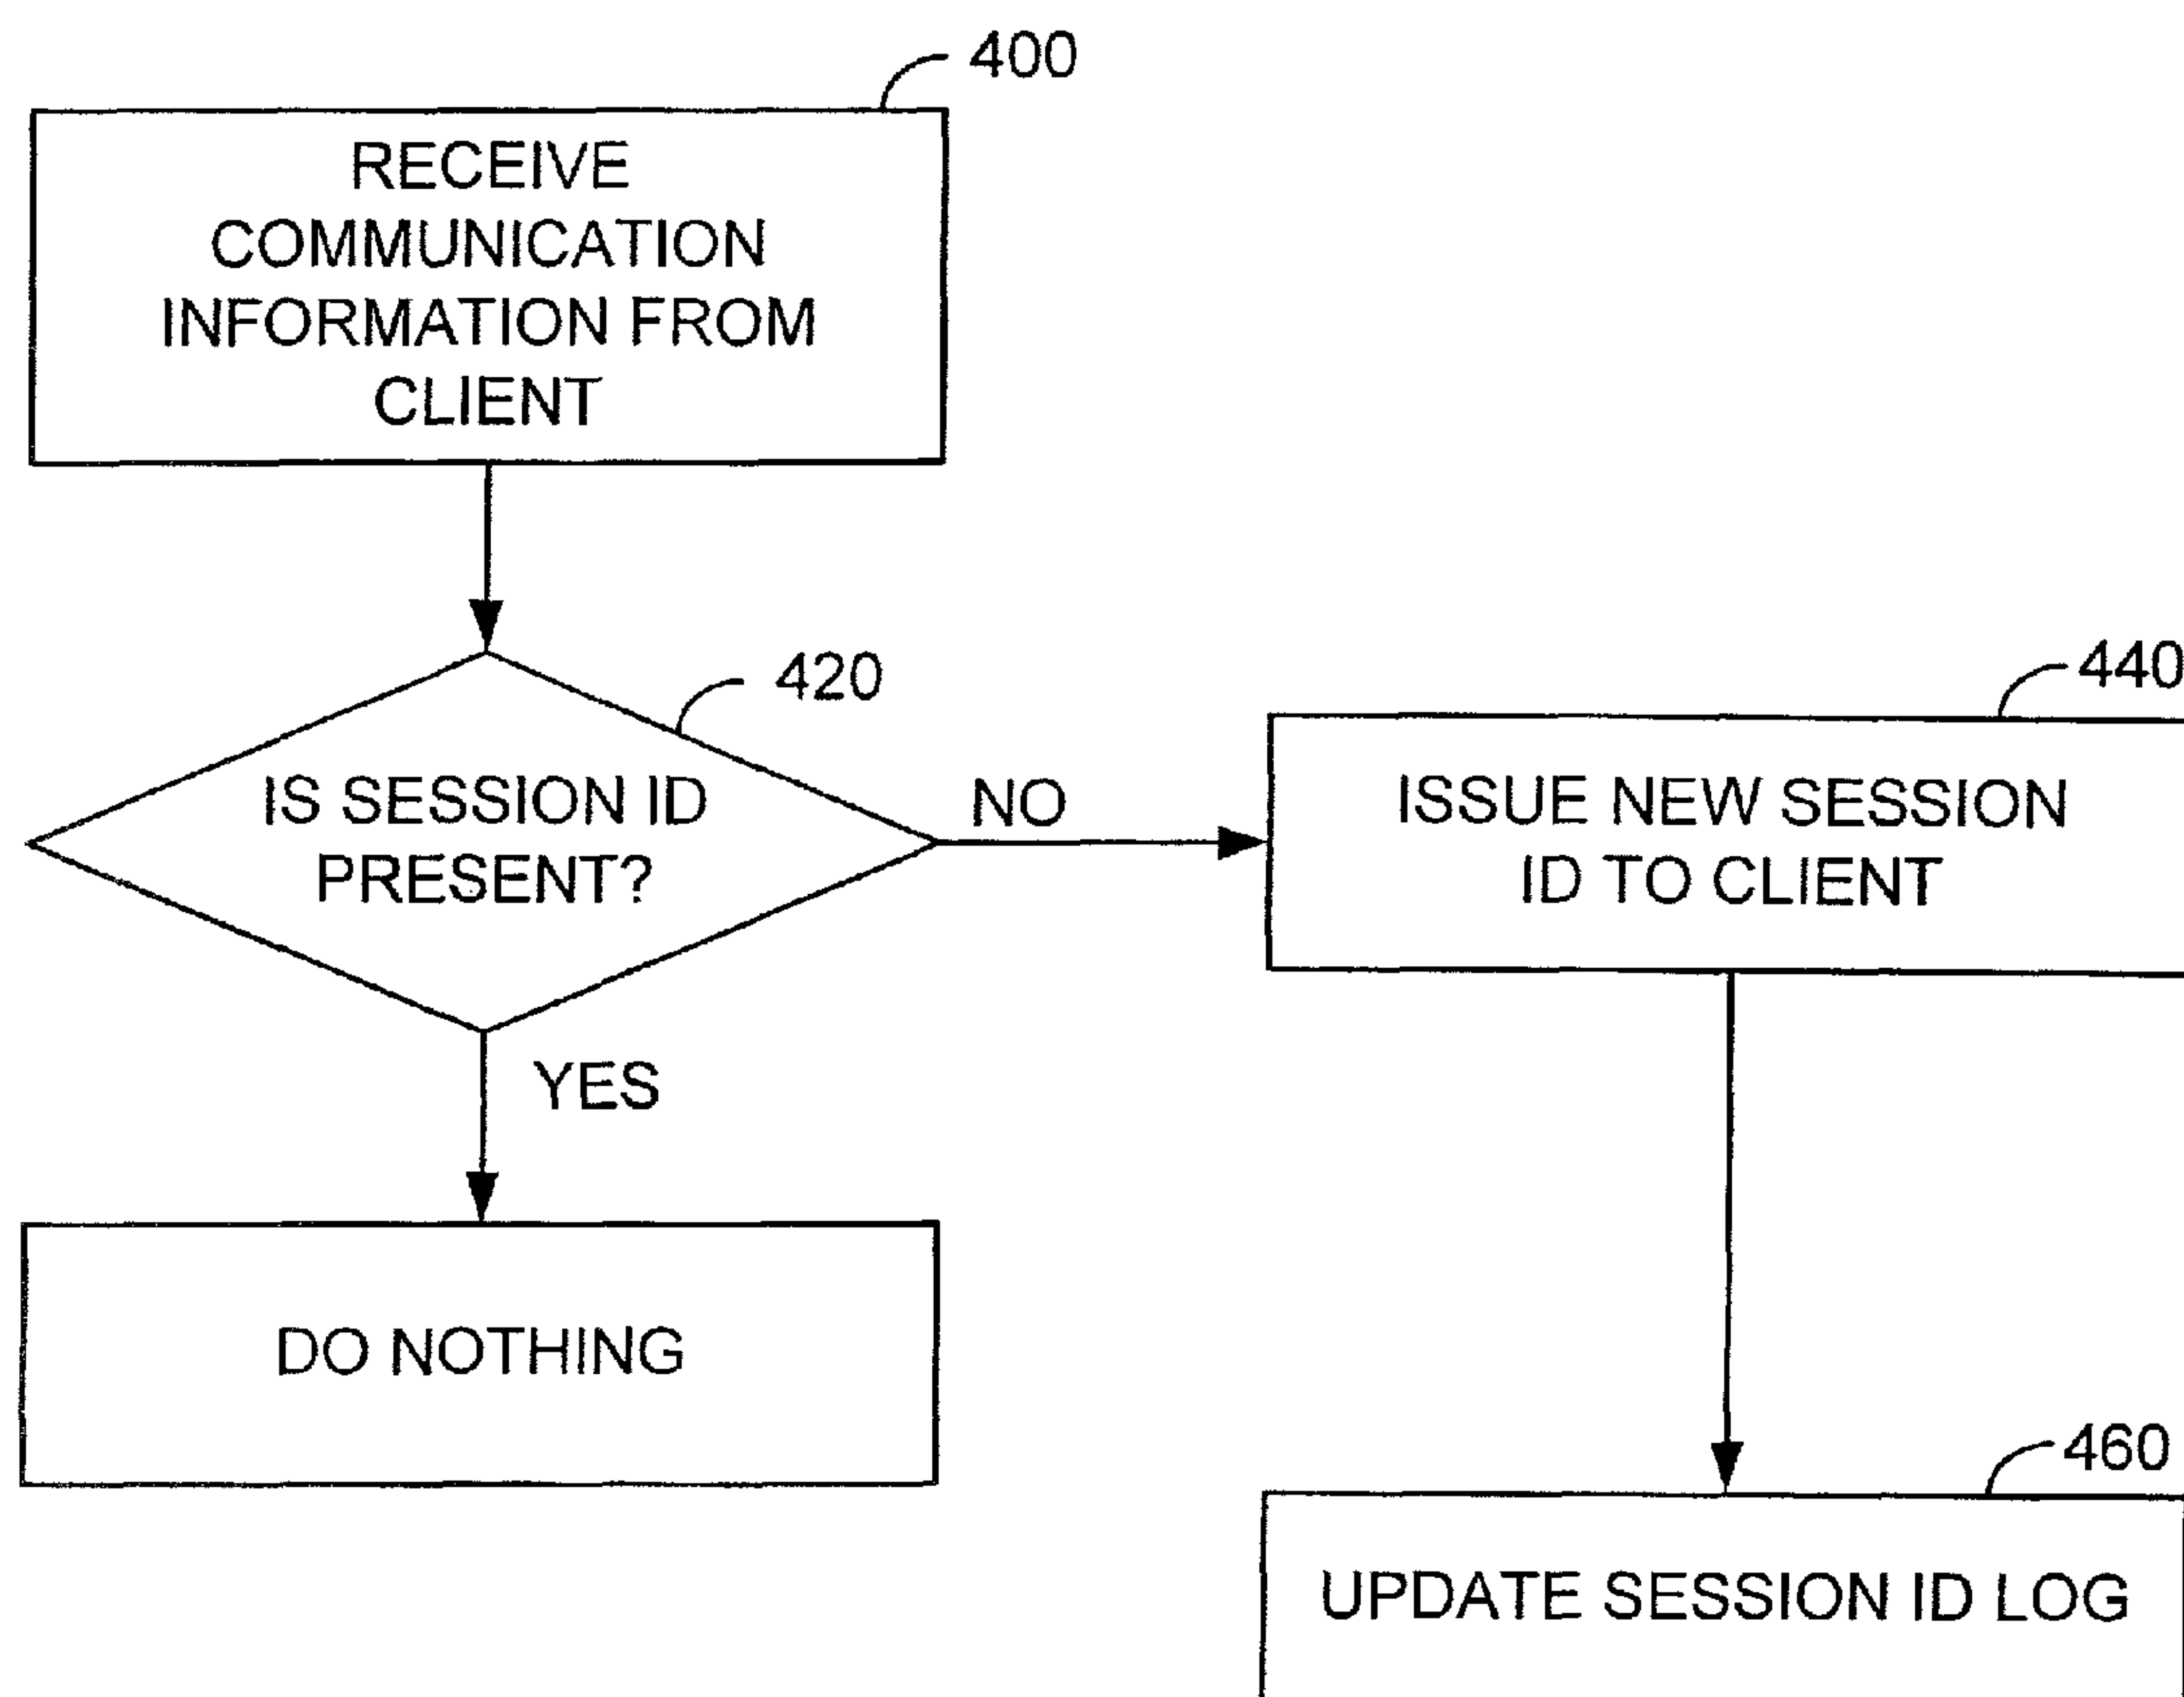 400
RECEIVE
COMMUNICATION
INFORMATION FROM
CLIENT
420
IS SESSION ID
PRESENT?
NO
440
ISSUE NEW SESSION
ID TO CLIENT
YES
DO NOTHING
460
UPDATE SESSION ID LOG